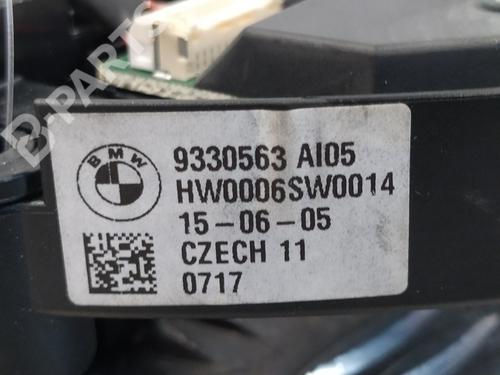 B-PARTS
BMW
9330563 AI05
HW0006SW0014
15-06-05
CZECH 11
0717